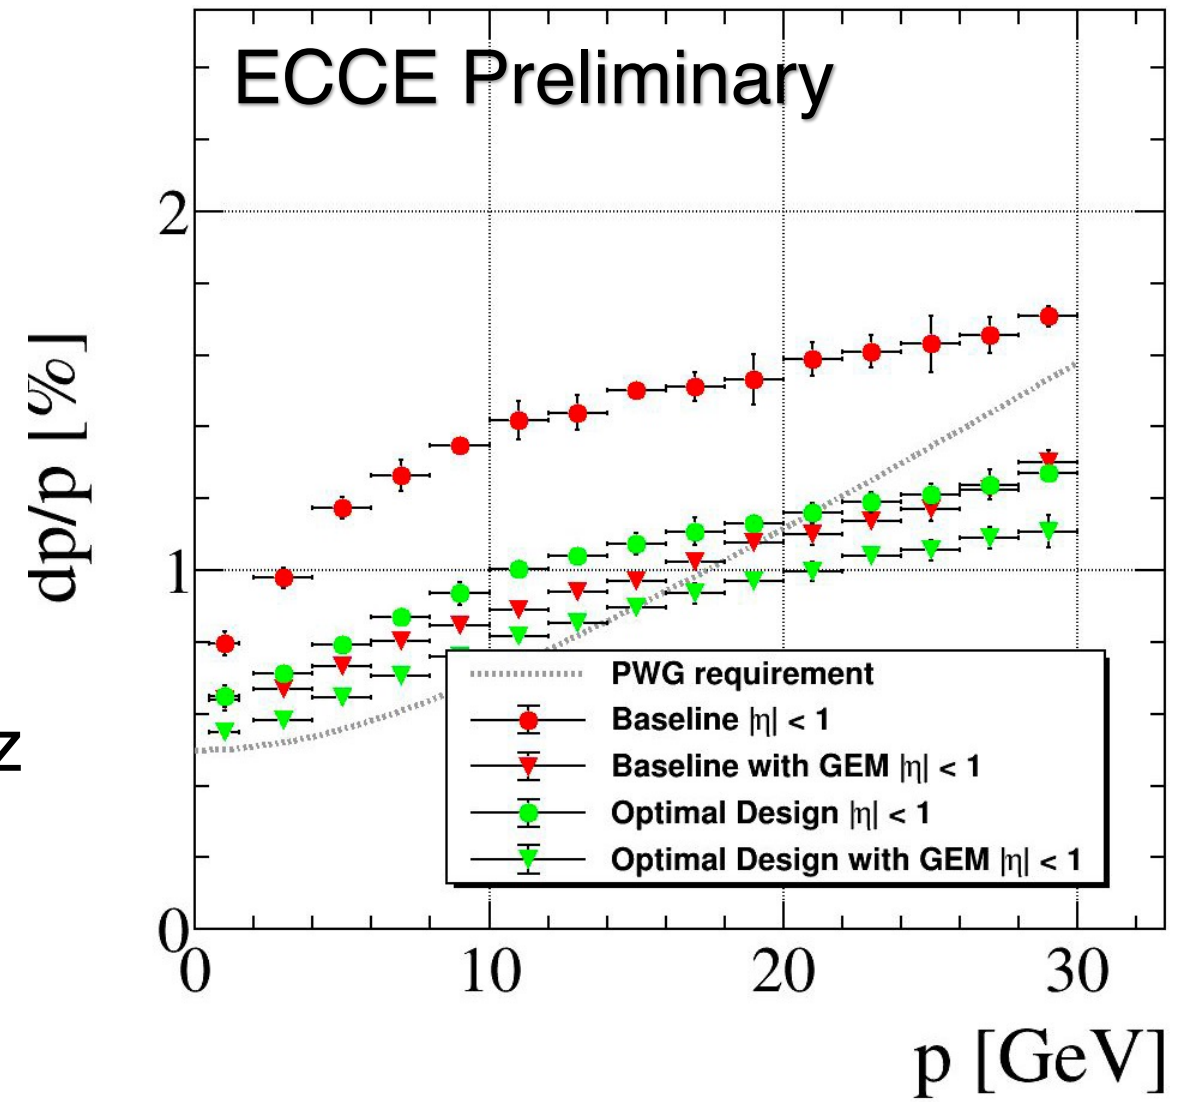 ECCE Preliminary
dp/p [%]
2
1
0
z
PWG requirement
Baseline |η| < 1
Baseline with GEM |η| < 1
Optimal Design |η| < 1
Optimal Design with GEM |η| < 1
0 10 20 30
p [GeV]